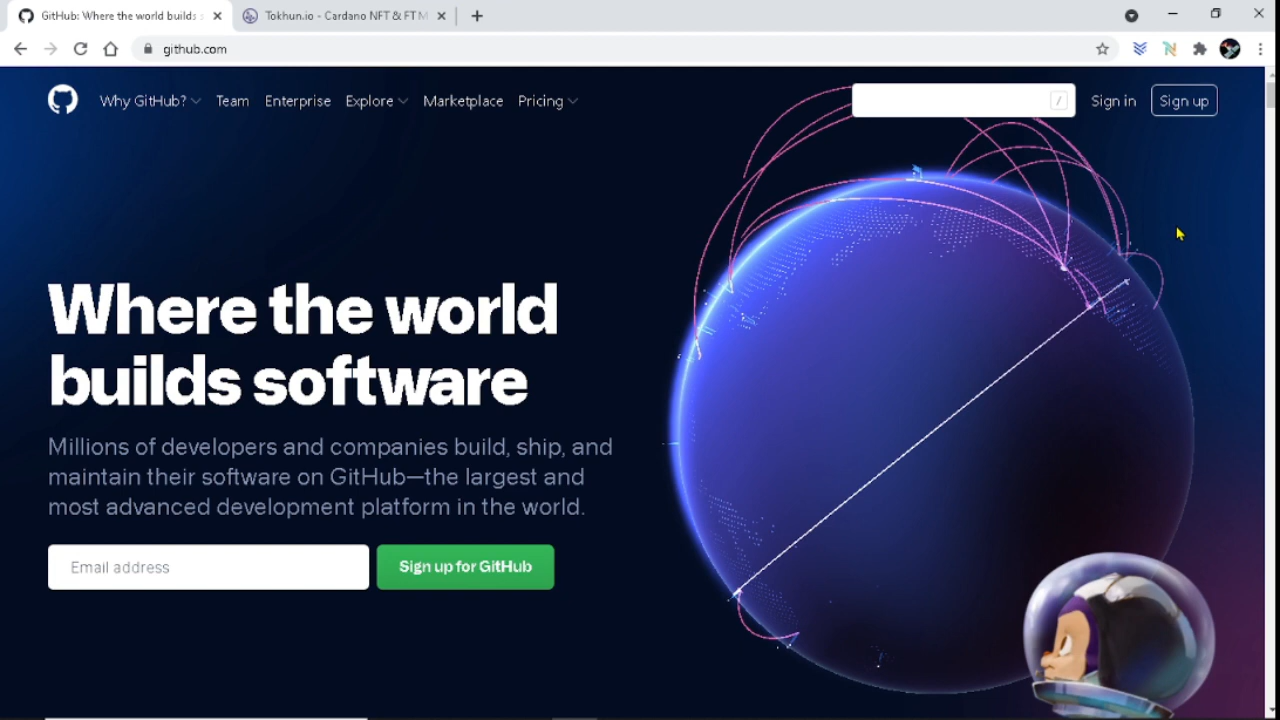 GitHub: Where the world builds s
Tokhun.io - Cardano NFT & FT M
github.com
Why GitHub?
Team
Enterprise
Explore
Marketplace
Pricing
/
Sign in
Sign up
Where the world
builds software
Millions of developers and companies build, ship, and
maintain their software on GitHub—the largest and
most advanced development platform in the world.
Email address
Sign up for GitHub